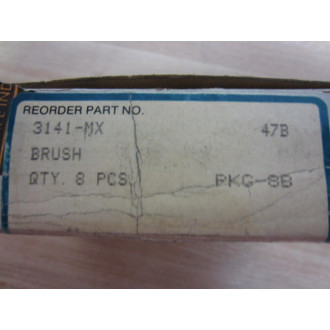 REORDER PART NO.
3141-MX 47B
BRUSH
QTY. 8 PCS PKG-8B